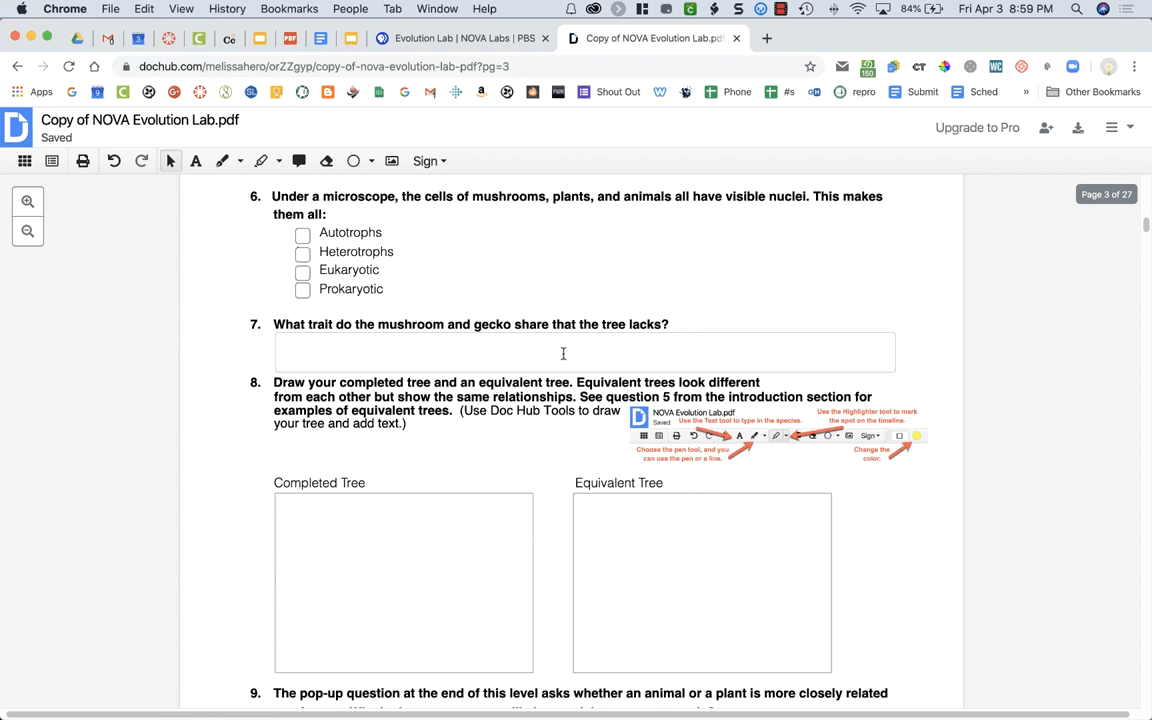 Chrome File Edit View History Bookmarks People Tab Window Help 84% Fri Apr 3 8:59 PM
Evolution Lab | NOVA Labs | PBS Copy of NOVA Evolution Lab.pdf
dochub.com/melissahero/orZZgyp/copy-of-nova-evolution-lab-pdf?pg=3
Apps Shout Out Phone #s repro Submit Sched » Other Bookmarks
Copy of NOVA Evolution Lab.pdf
Saved
Upgrade to Pro
Sign
Page 3 of 27
6. Under a microscope, the cells of mushrooms, plants, and animals all have visible nuclei. This makes
them all:
Autotrophs
Heterotrophs
Eukaryotic
Prokaryotic
7. What trait do the mushroom and gecko share that the tree lacks?
8. Draw your completed tree and an equivalent tree. Equivalent trees look different
from each other but show the same relationships. See question 5 from the introduction section for
examples of equivalent trees. (Use Doc Hub Tools to draw
your tree and add text.)
NOVA Evolution Lab.pdf
Saved
Use the Text tool to type in the species.
Use the Highlighter tool to mark
the spot on the timeline.
Sign
Choose the pen tool, and you
can use the pen or a line.
Change the
color.
Completed Tree Equivalent Tree
9. The pop-up question at the end of this level asks whether an animal or a plant is more closely related